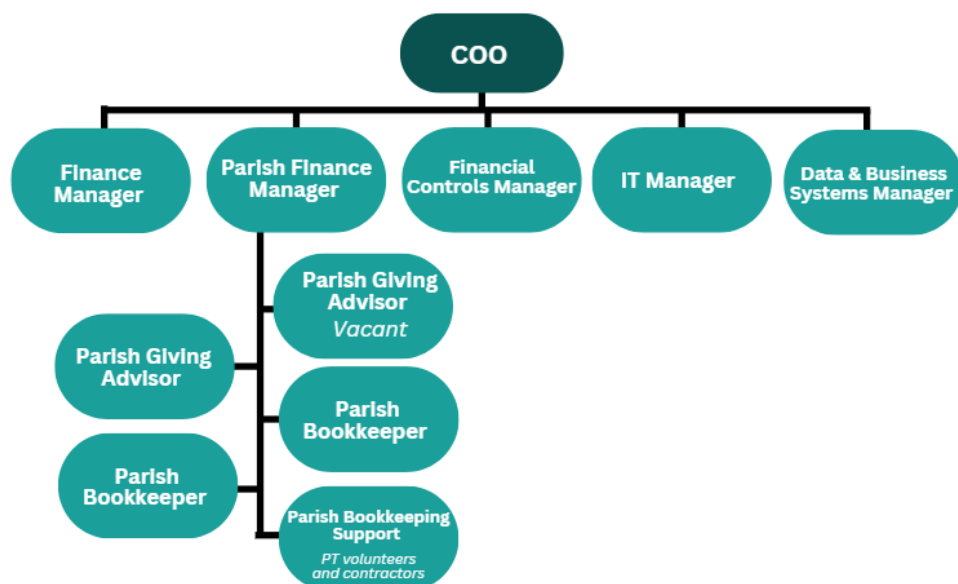 COO
Finance
Manager
Parish Finance
Manager
Financial
Controls Manager
IT Manager
Data & Business
Systems Manager
Parish Giving
Advisor
Vacant
Parish Giving
Advisor
Parish
Bookkeeper
Parish
Bookkeeper
Parish Bookkeeping
Support
PT volunteers
and contractors